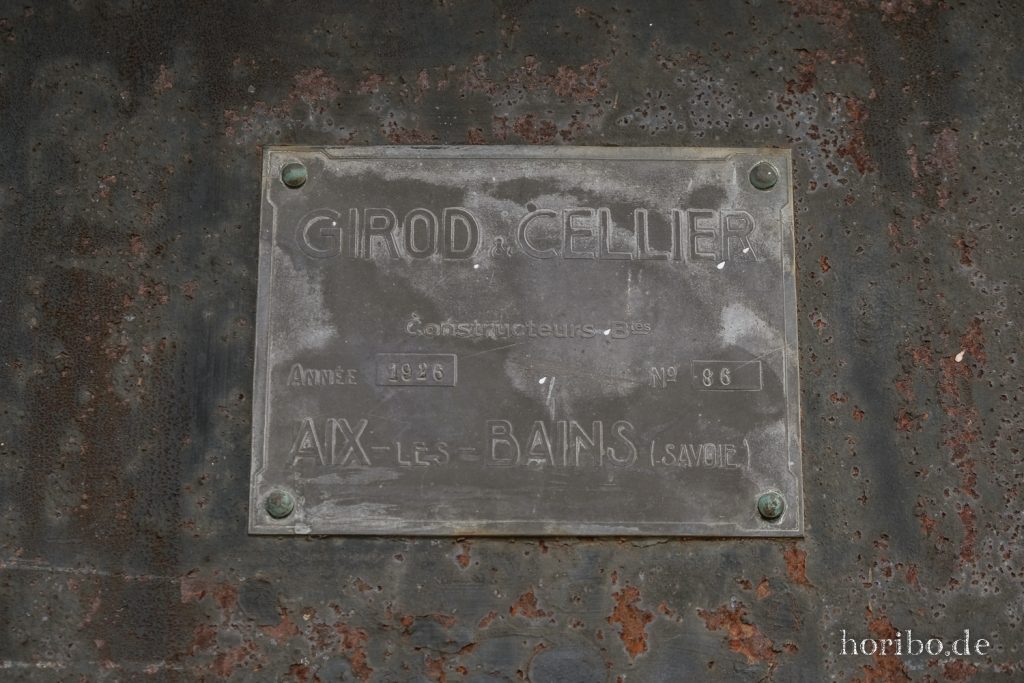 GIROD & CELLIER
Constructeurs Btés
ANNÉE 1926 No 86
AIX-LES-BAINS (SAVOIE)
horibo.de